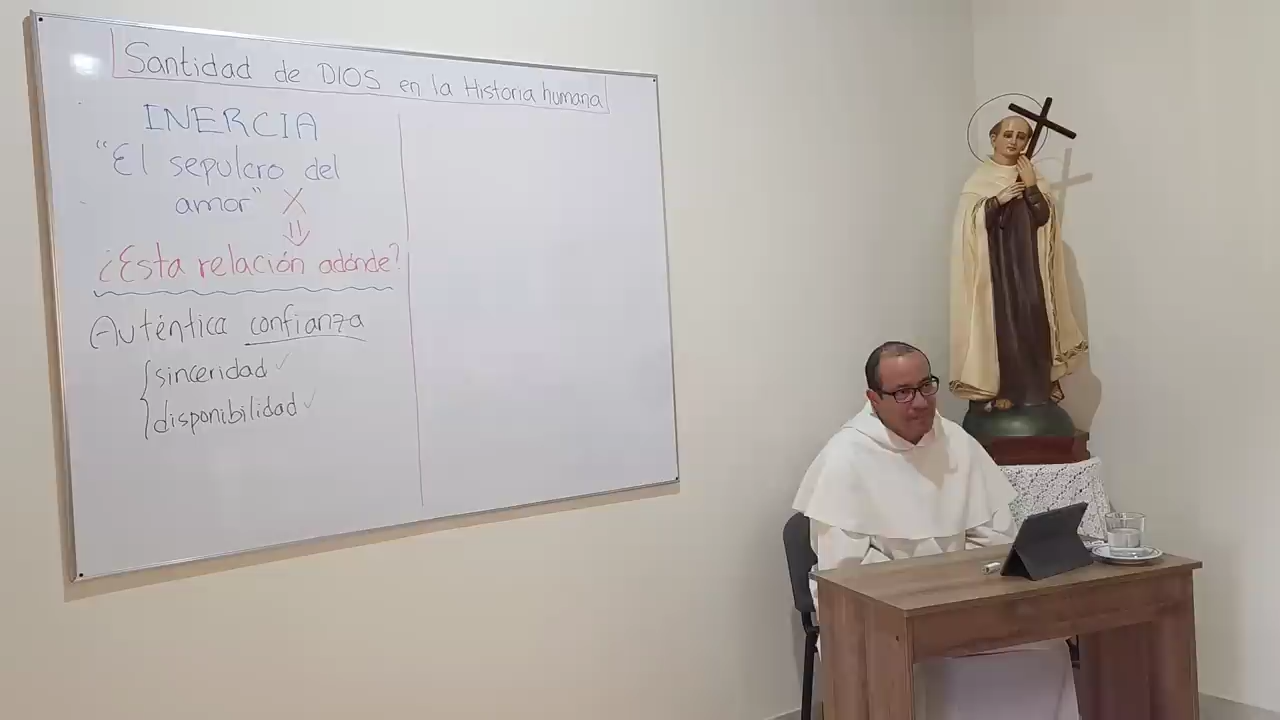 Santidad de DIOS en la Historia humana
INERCIA
"El sepulcro del
amor" X
¿Esta relación adónde?
Auténtica confianza
sinceridad ✓
disponibilidad ✓